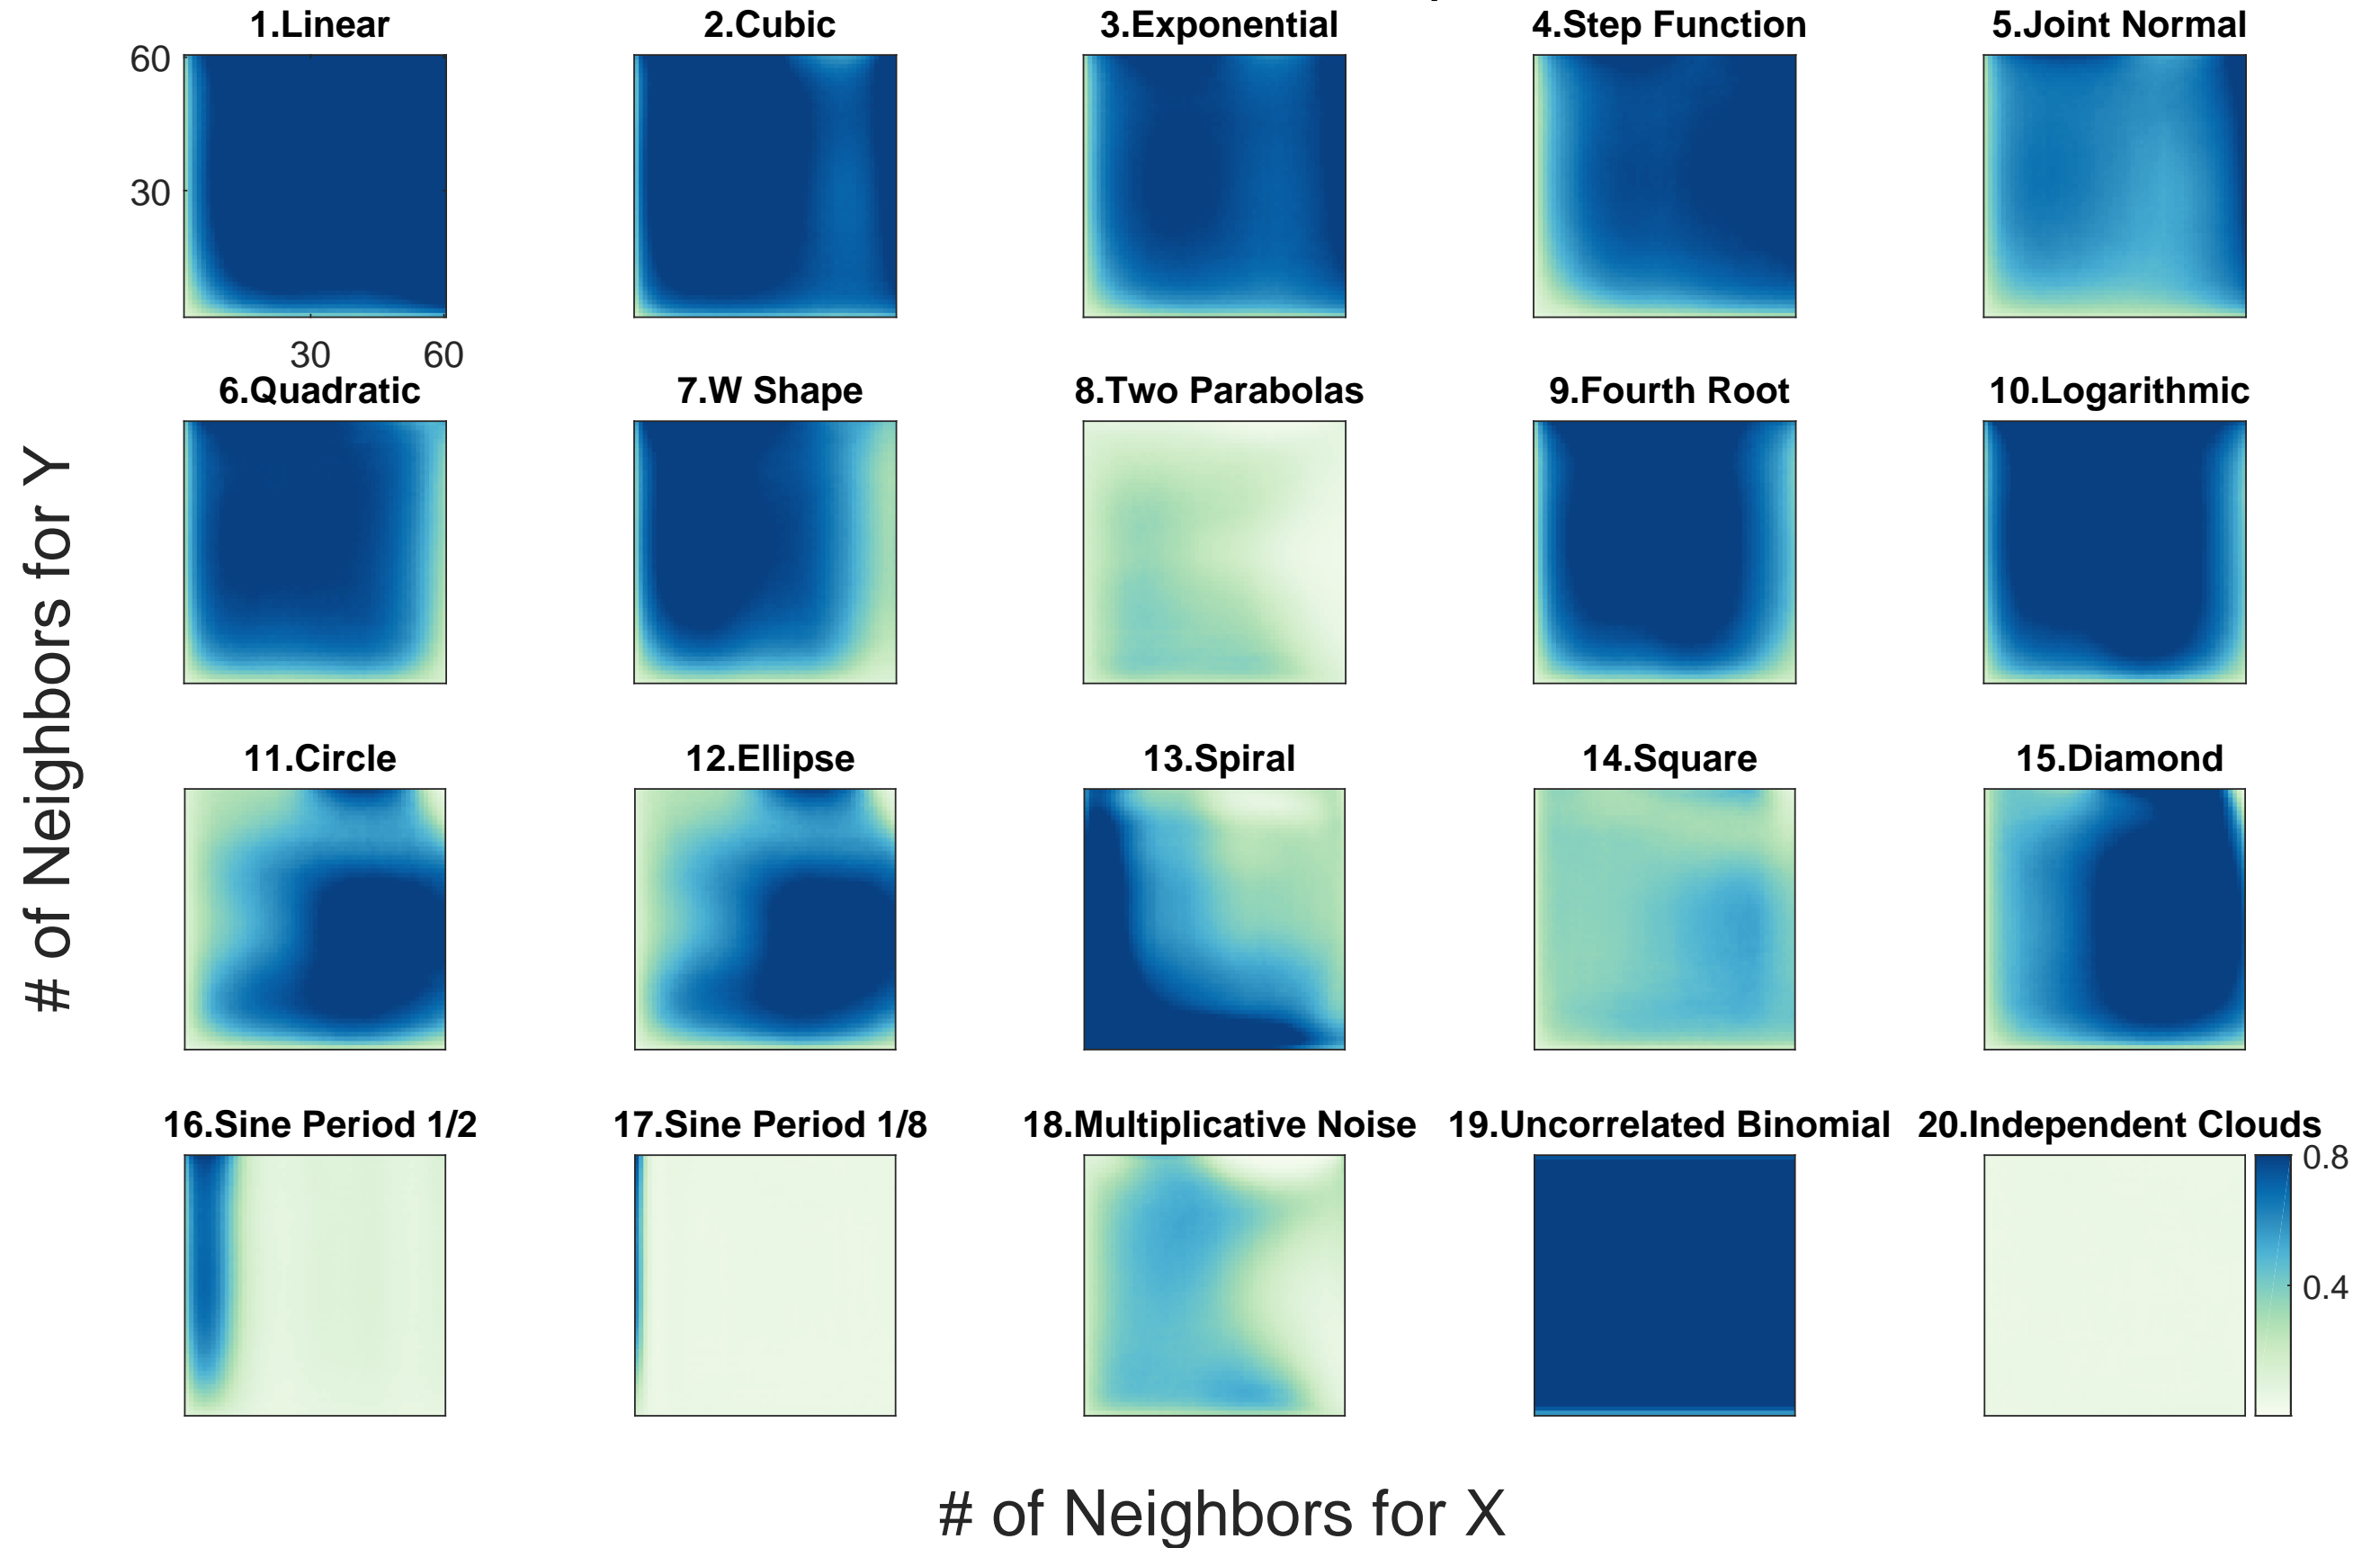 1.Linear
2.Cubic
3.Exponential
4.Step Function
5.Joint Normal
60
30
30
60
6.Quadratic
7.W Shape
8.Two Parabolas
9.Fourth Root
10.Logarithmic
# of Neighbors for Y
11.Circle
12.Ellipse
13.Spiral
14.Square
15.Diamond
16.Sine Period 1/2
17.Sine Period 1/8
18.Multiplicative Noise
19.Uncorrelated Binomial
20.Independent Clouds
0.8
0.4
# of Neighbors for X